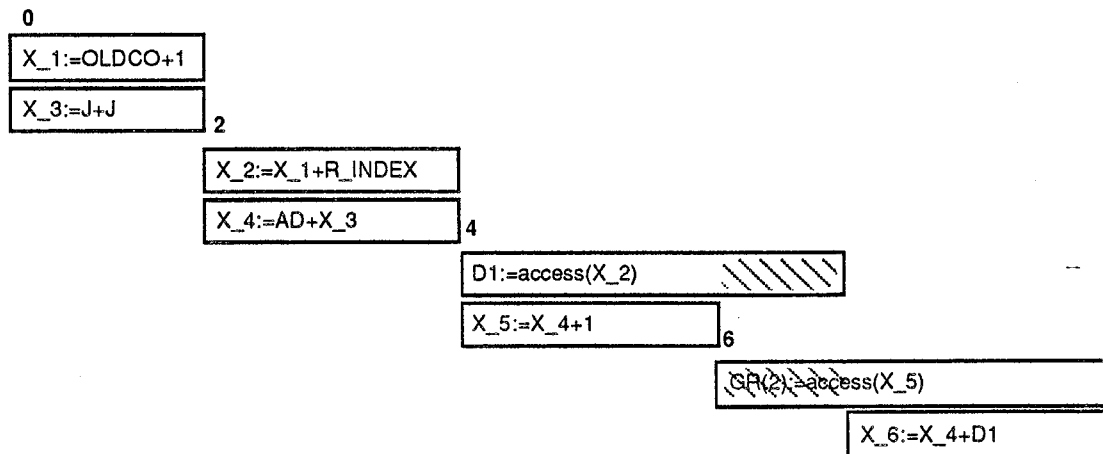 0
X_1:=OLDCO+1
X_3:=J+J
2
X_2:=X_1+R_INDEX
X_4:=AD+X_3
4
D1:=access(X_2)
X_5:=X_4+1
6
GR(2):=access(X_5)
X_6:=X_4+D1